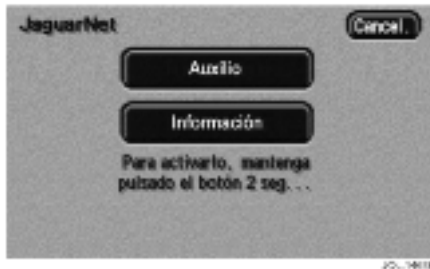 JaguarNet
Cancel.
Auxilio
Información
Para activarlo, mantenga
pulsado el botón 2 seg...